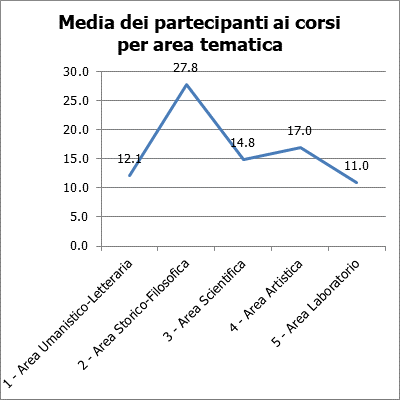 Media dei partecipanti ai corsi
per area tematica
30.0
25.0
20.0
15.0
10.0
5.0
0.0
12.1
27.8
14.8
17.0
11.0
1 - Area Umanistico-Letteraria
2 - Area Storico-Filosofica
3 - Area Scientifica
4 - Area Artistica
5 - Area Laboratorio